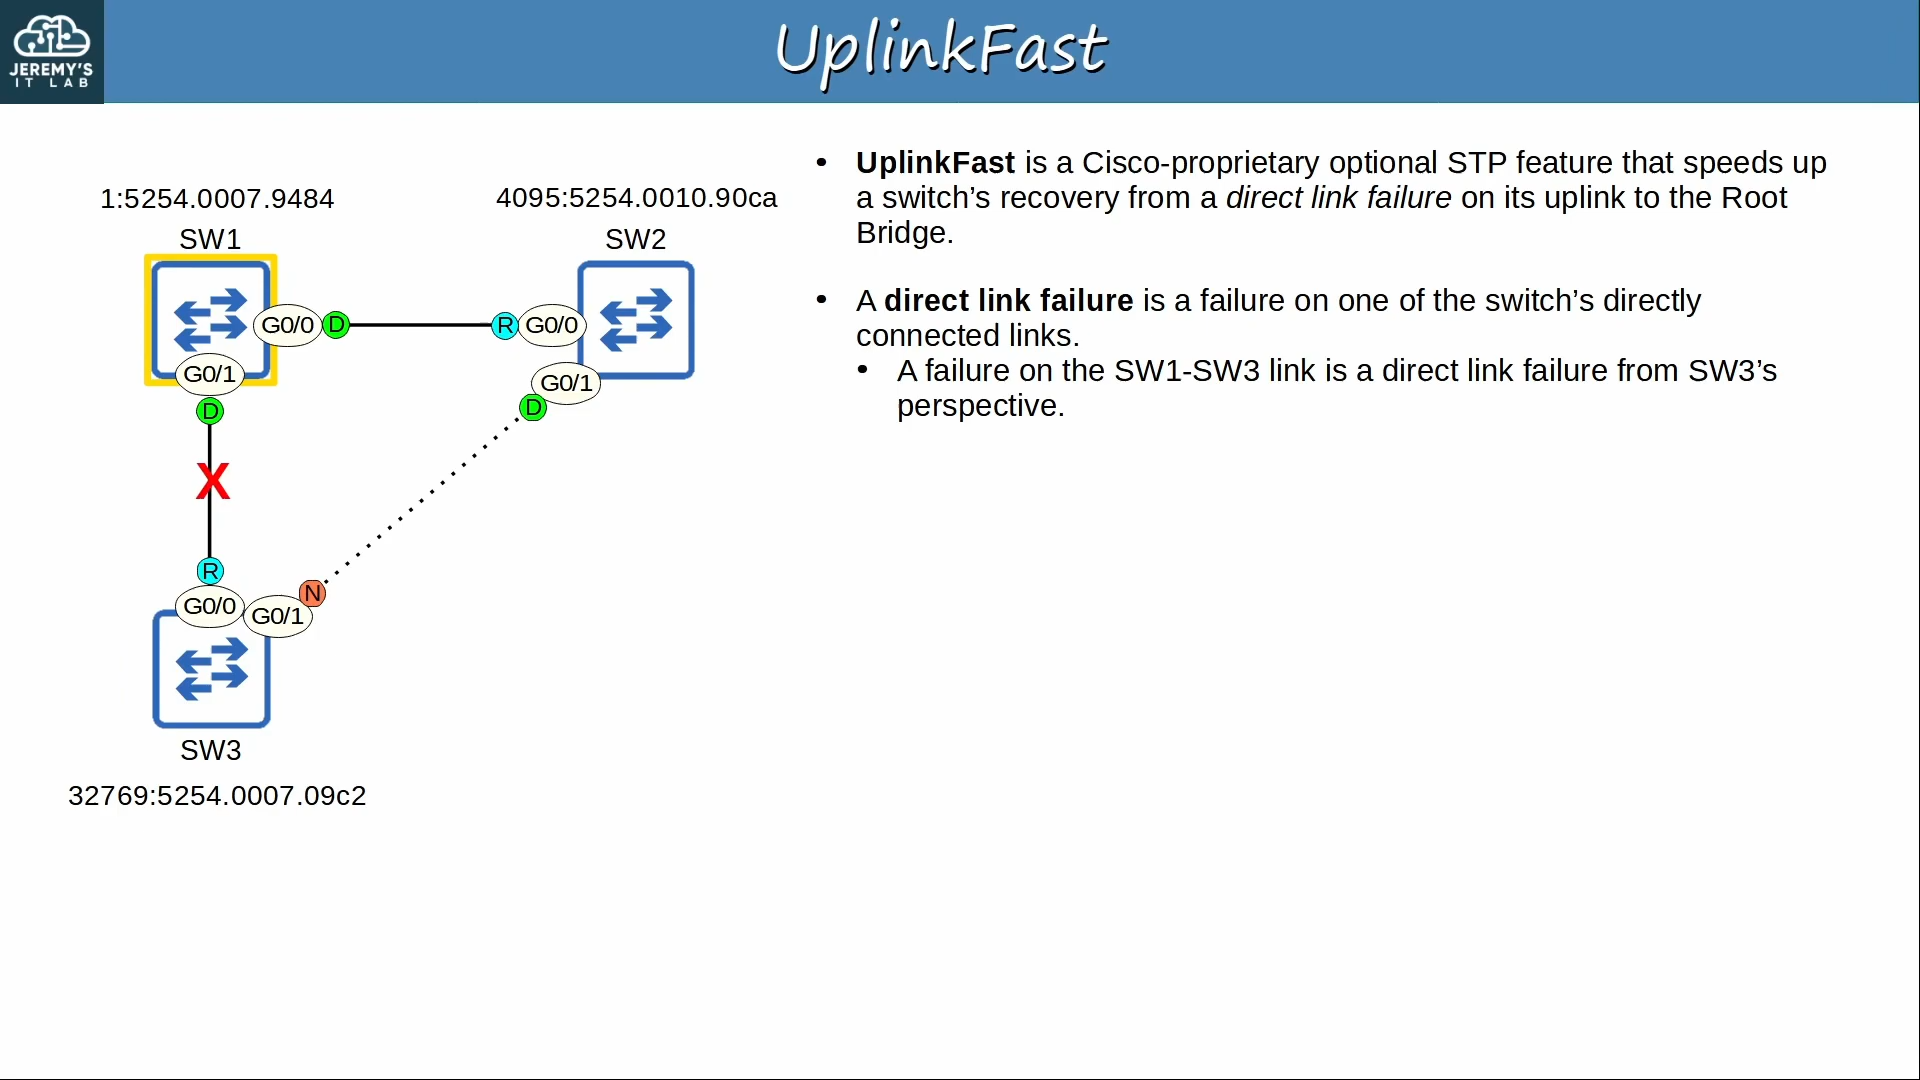 JEREMY'S
IT LAB
UplinkFast
1:5254.0007.9484
4095:5254.0010.90ca
SW1
SW2
G0/0
D
R
G0/0
G0/1
G0/1
D
D
X
R
N
G0/0
G0/1
SW3
32769:5254.0007.09c2
• UplinkFast is a Cisco-proprietary optional STP feature that speeds up
a switch’s recovery from a direct link failure on its uplink to the Root
Bridge.
• A direct link failure is a failure on one of the switch’s directly
connected links.
• A failure on the SW1-SW3 link is a direct link failure from SW3’s
perspective.